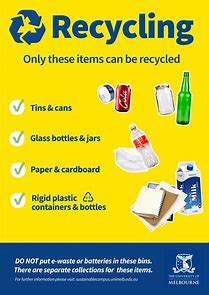 Recycling
Only these items can be recycled
Tins & cans
Glass bottles & jars
Paper & cardboard
Rigid plastic
containers & bottles
Milk
DO NOT put e-waste or batteries in these bins.
There are separate collections for these items.
For further information please visit: sustainablecampus.unimelb.edu.au
THE UNIVERSITY OF
MELBOURNE